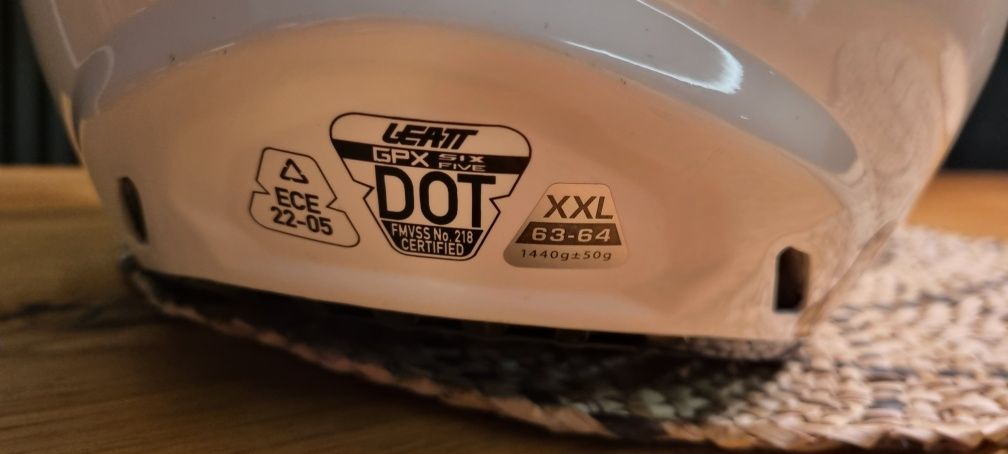 ECE
22-05
LEATT
GPX SIX
FIVE
DOT
FMVSS No. 218
CERTIFIED
XXL
63-64
1440g±50g